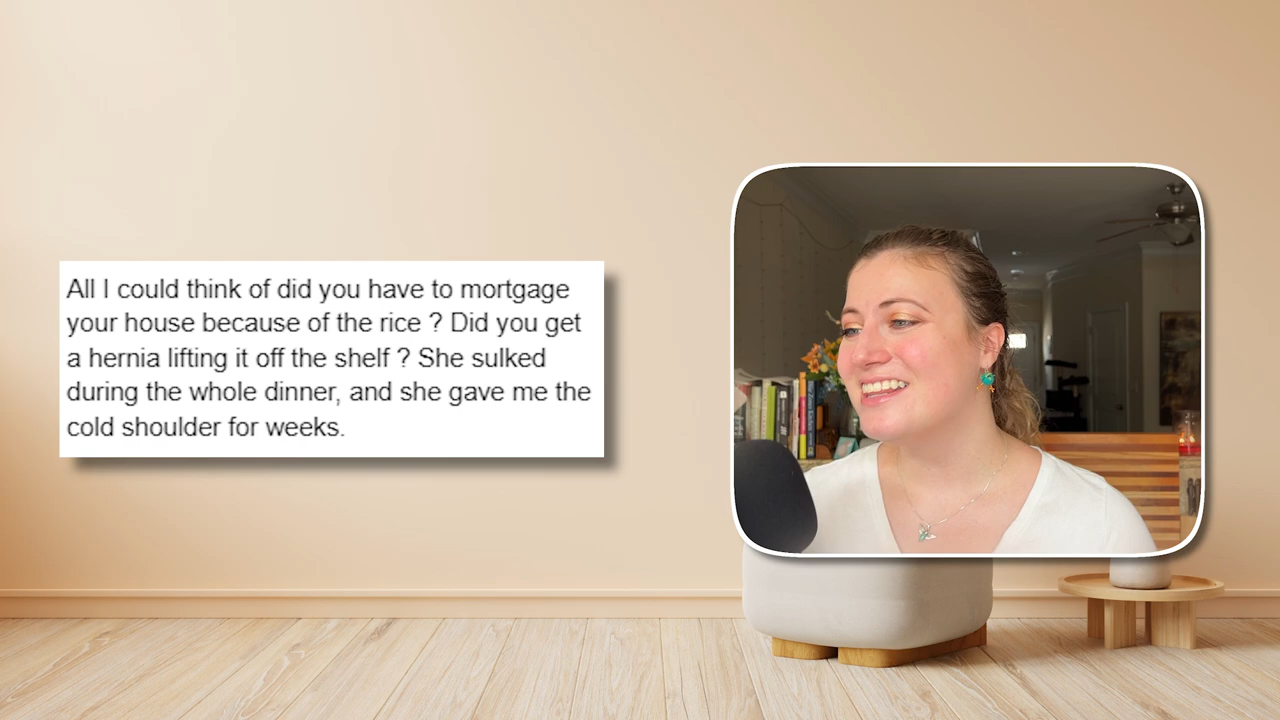 All I could think of did you have to mortgage
your house because of the rice ? Did you get
a hernia lifting it off the shelf ? She sulked
during the whole dinner, and she gave me the
cold shoulder for weeks.